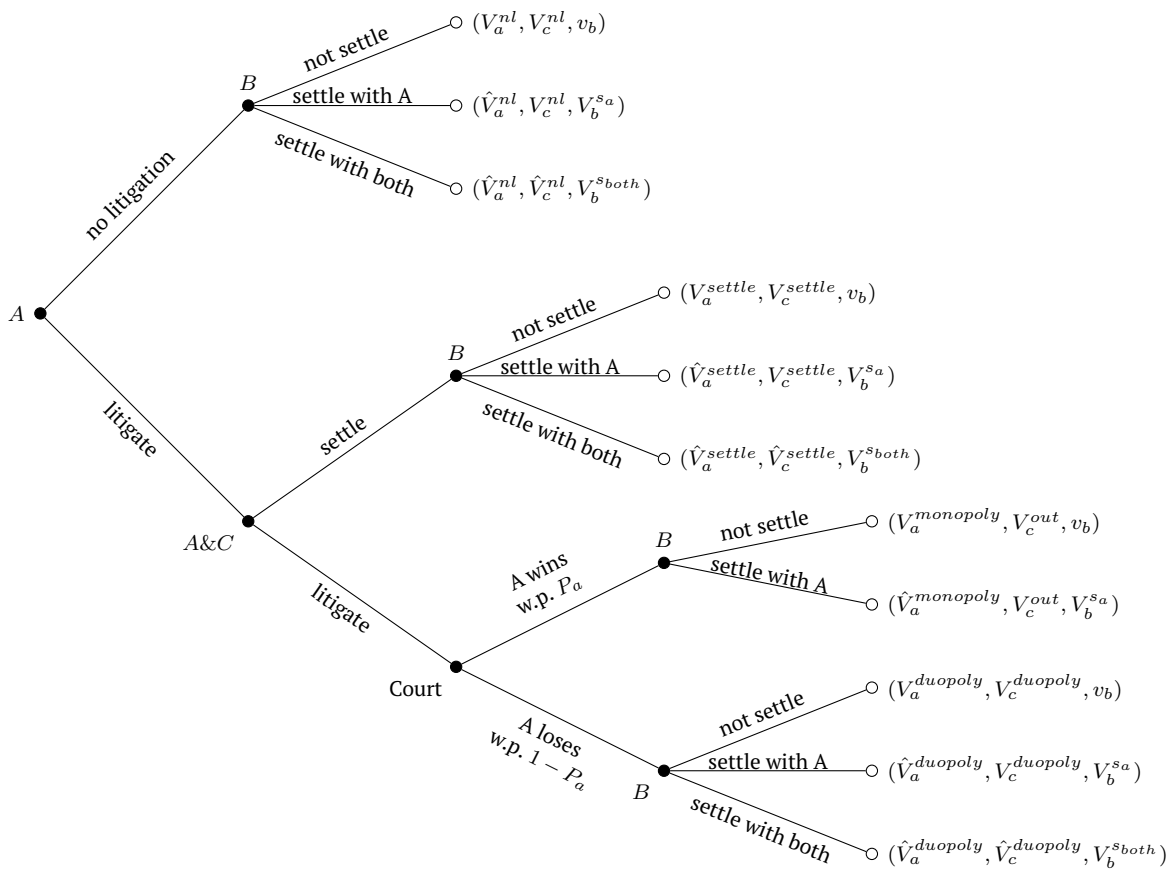 not settle
$(V_a^{nl}, V_c^{nl}, v_b)$
B
settle with A
$(\hat{V}_a^{nl}, V_c^{nl}, V_b^{s_a})$
settle with both
$(\hat{V}_a^{nl}, \hat{V}_c^{nl}, V_b^{s_{both}})$
no litigation
A
litigate
not settle
$(V_a^{settle}, V_c^{settle}, v_b)$
B
settle with A
$(\hat{V}_a^{settle}, V_c^{settle}, V_b^{s_a})$
settle with both
$(\hat{V}_a^{settle}, \hat{V}_c^{settle}, V_b^{s_{both}})$
settle
A&C
litigate
not settle
$(V_a^{monopoly}, V_c^{out}, v_b)$
B
settle with A
$(\hat{V}_a^{monopoly}, V_c^{out}, V_b^{s_a})$
A wins
w.p. $P_a$
Court
A loses
w.p. $1 - P_a$
not settle
$(V_a^{duopoly}, V_c^{duopoly}, v_b)$
B
settle with A
$(\hat{V}_a^{duopoly}, V_c^{duopoly}, V_b^{s_a})$
settle with both
$(\hat{V}_a^{duopoly}, \hat{V}_c^{duopoly}, V_b^{s_{both}})$